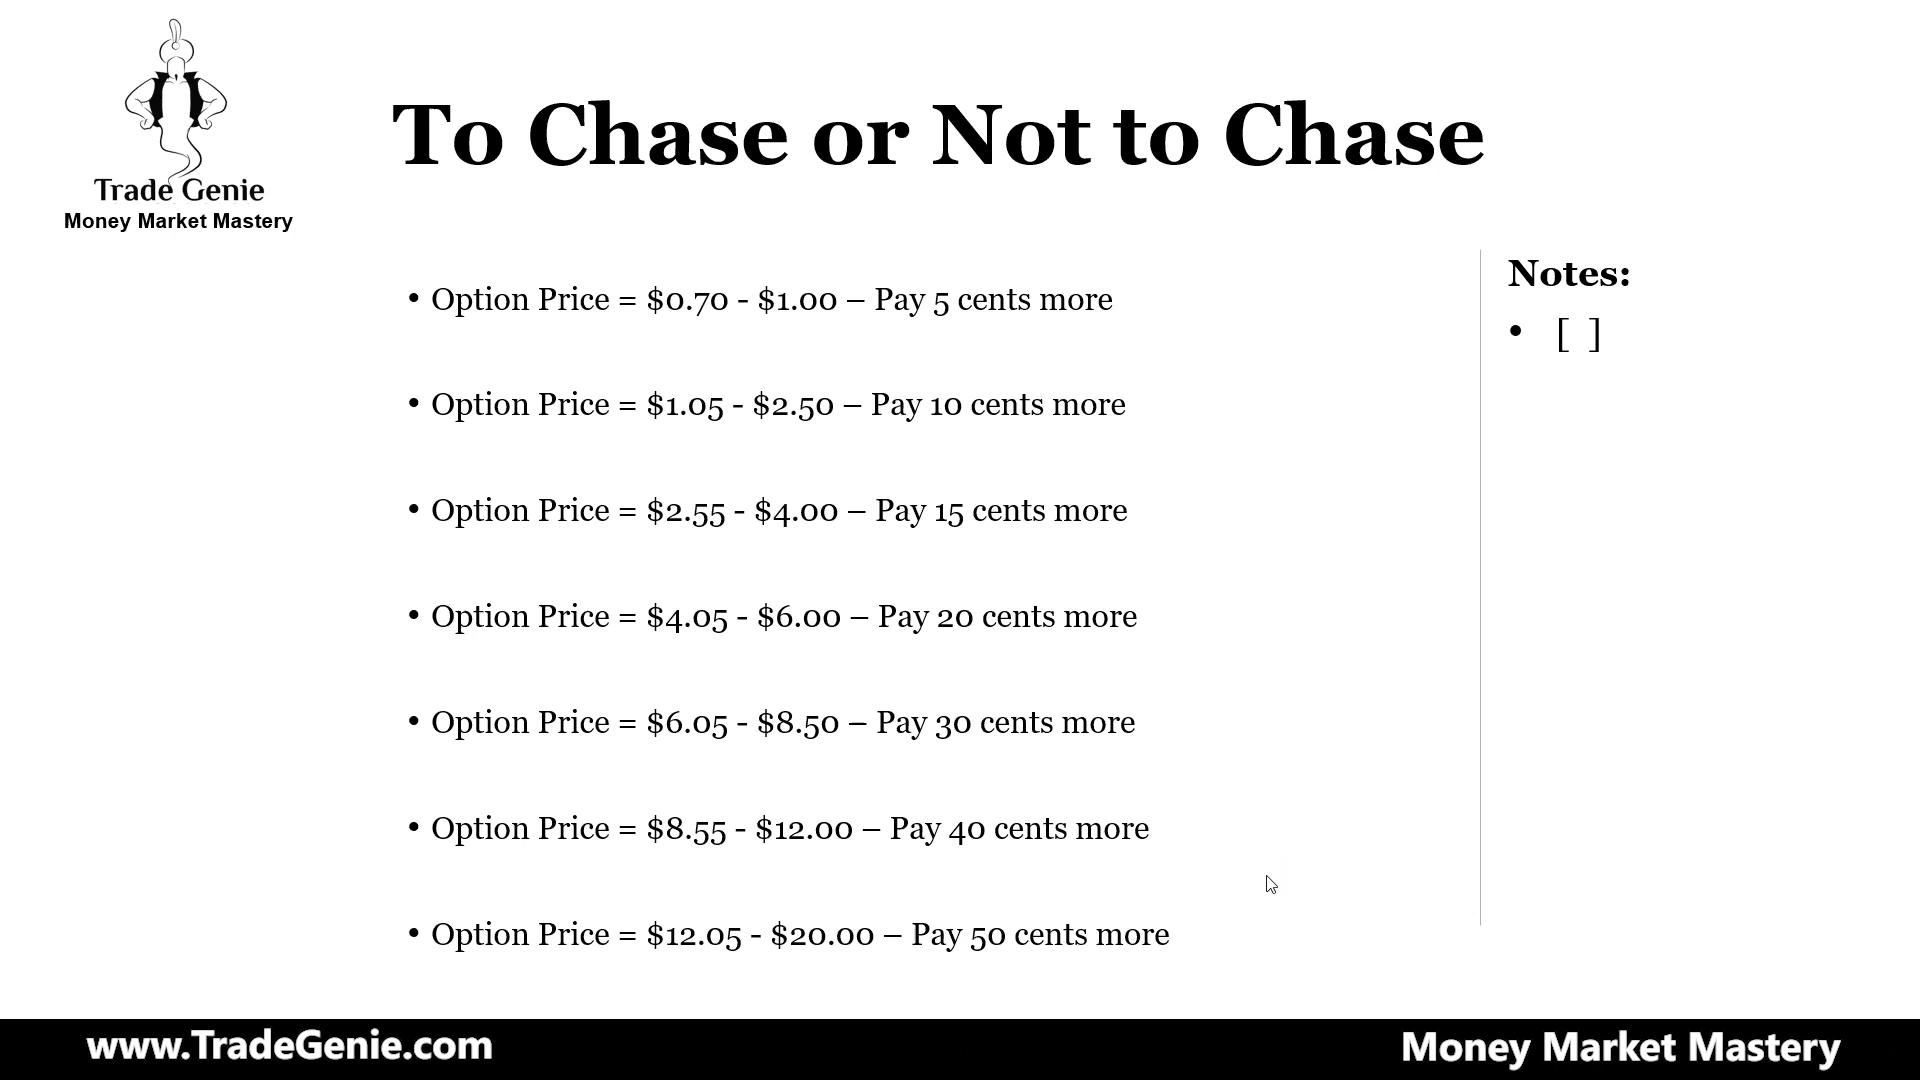 Trade Genie
Money Market Mastery
To Chase or Not to Chase
• Option Price = $0.70 - $1.00 – Pay 5 cents more
• Option Price = $1.05 - $2.50 – Pay 10 cents more
• Option Price = $2.55 - $4.00 – Pay 15 cents more
• Option Price = $4.05 - $6.00 – Pay 20 cents more
• Option Price = $6.05 - $8.50 – Pay 30 cents more
• Option Price = $8.55 - $12.00 – Pay 40 cents more
• Option Price = $12.05 - $20.00 – Pay 50 cents more
Notes:
• [ ]
www.TradeGenie.com
Money Market Mastery